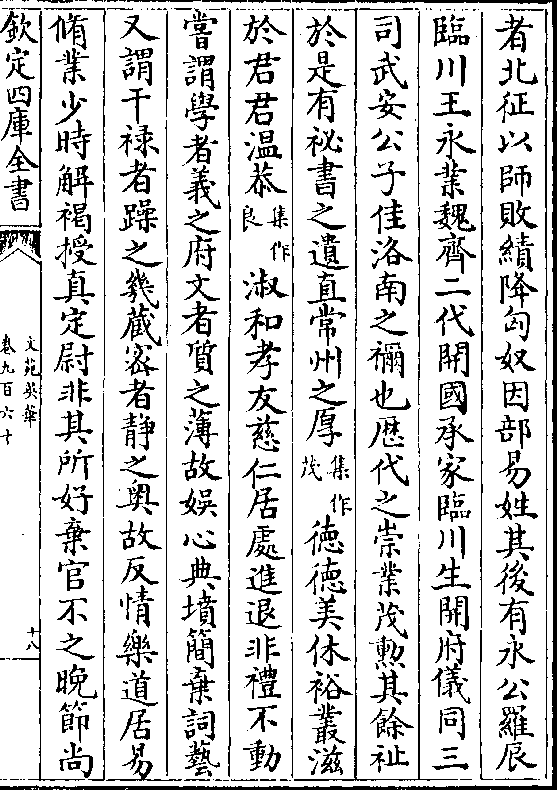 者北征以師敗績降匈奴因部易姓其後有永公羅辰
臨川王永業魏齊二代開國承家臨川生開府儀同三
司武安公子佳洛南之禰也歴代之崇業茂勲其餘祉
於是有祕書之遺直常州之厚集作茂徳徳美休裕叢滋
於君君温恭集作良淑和孝友慈仁居處進退非禮不動
嘗謂學者義之府文者質之薄故娱心典墳簡棄詞藝
又謂干禄者躁之幾藏密者静之奥故反情樂道居易
脩業少時解褐授真定尉非其所好棄官不之晩節尚
欽定四庫全書
文苑英華
卷九百六十
十八